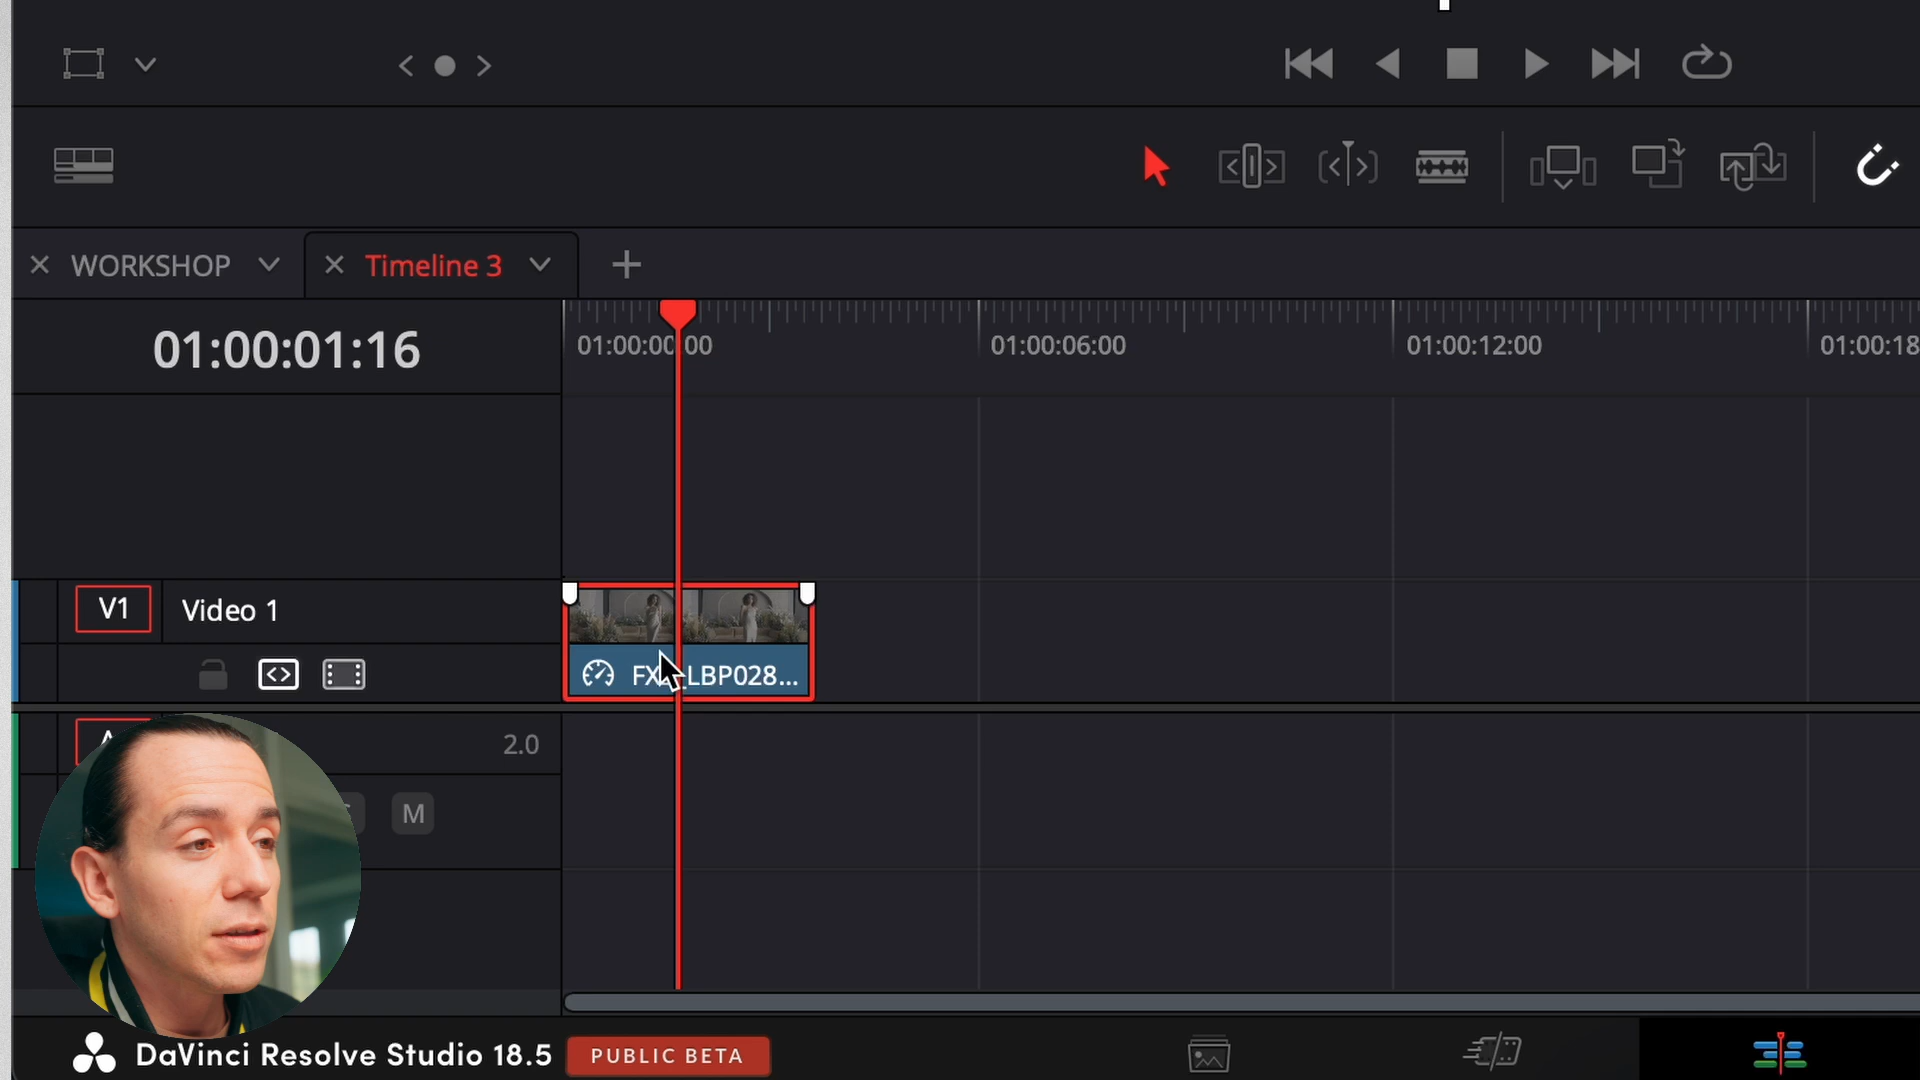 WORKSHOP
Timeline 3
01:00:01:16
01:00:00:00
01:00:06:00
01:00:12:00
01:00:18
V1
Video 1
2.0
M
DaVinci Resolve Studio 18.5
PUBLIC BETA